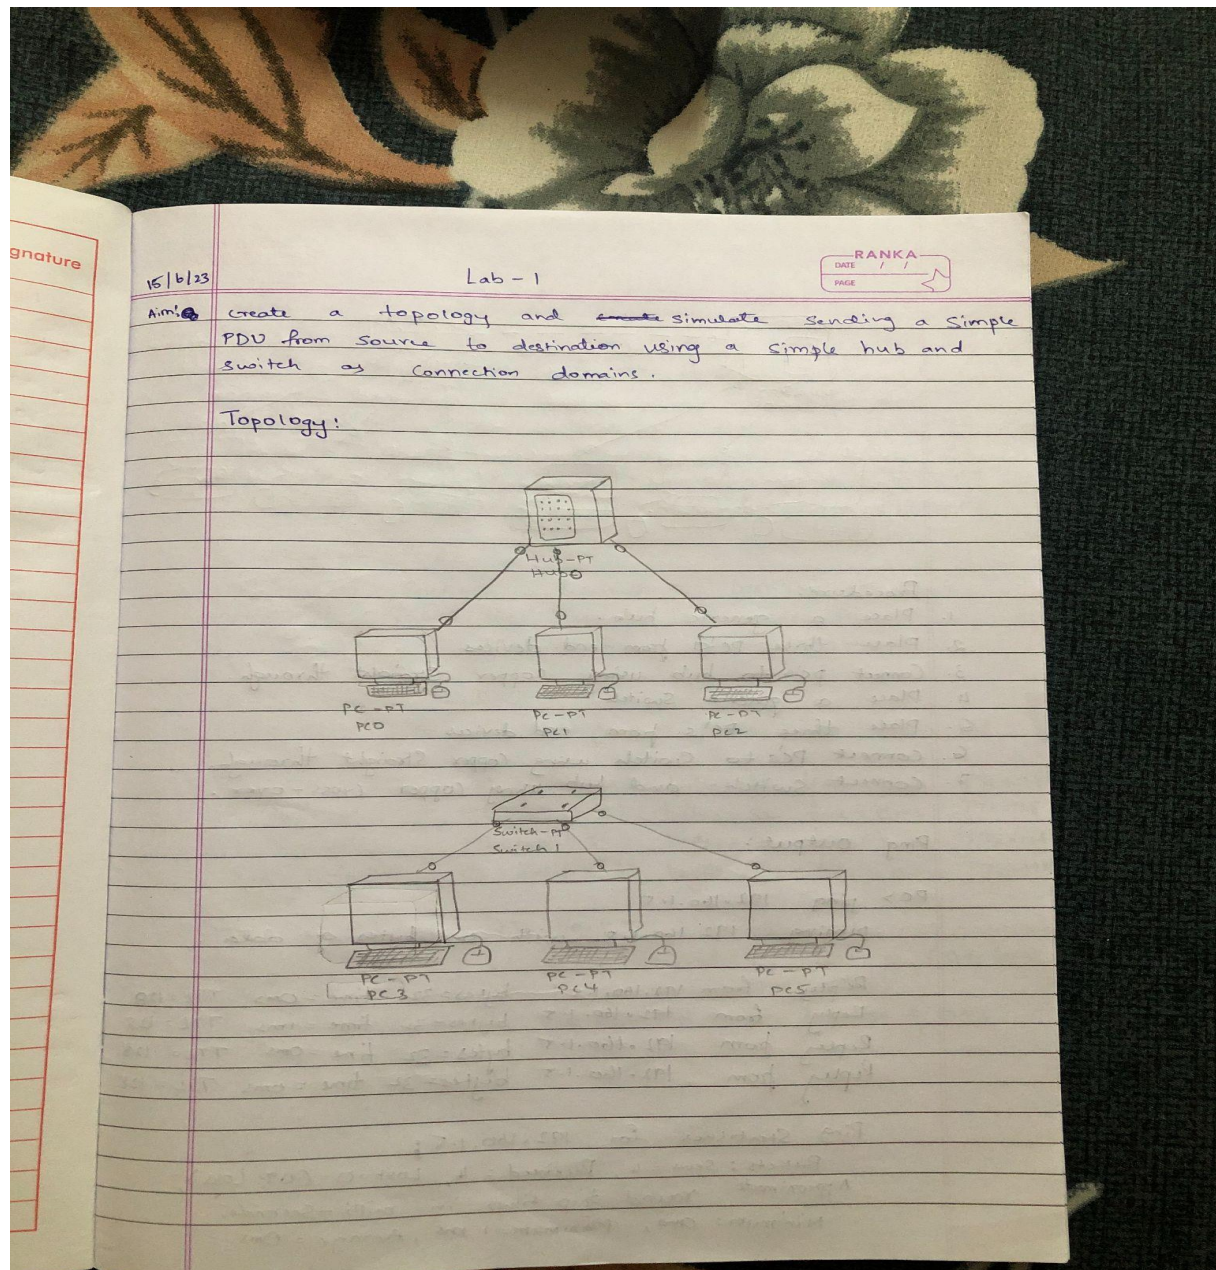 gnature
15/6/23
Lab - 1
RANKA
DATE / /
PAGE
Aim: Create a topology and simulate sending a simple
PDU from source to destination using a simple hub and
switch as connection domains.
Topology:
Hub-PT
Hub0
PC-PT
PC0
PC-PT
PC1
PC-PT
PC2
Switch-PT
Switch1
PC-PT
PC3
PC-PT
PC4
PC-PT
PC5